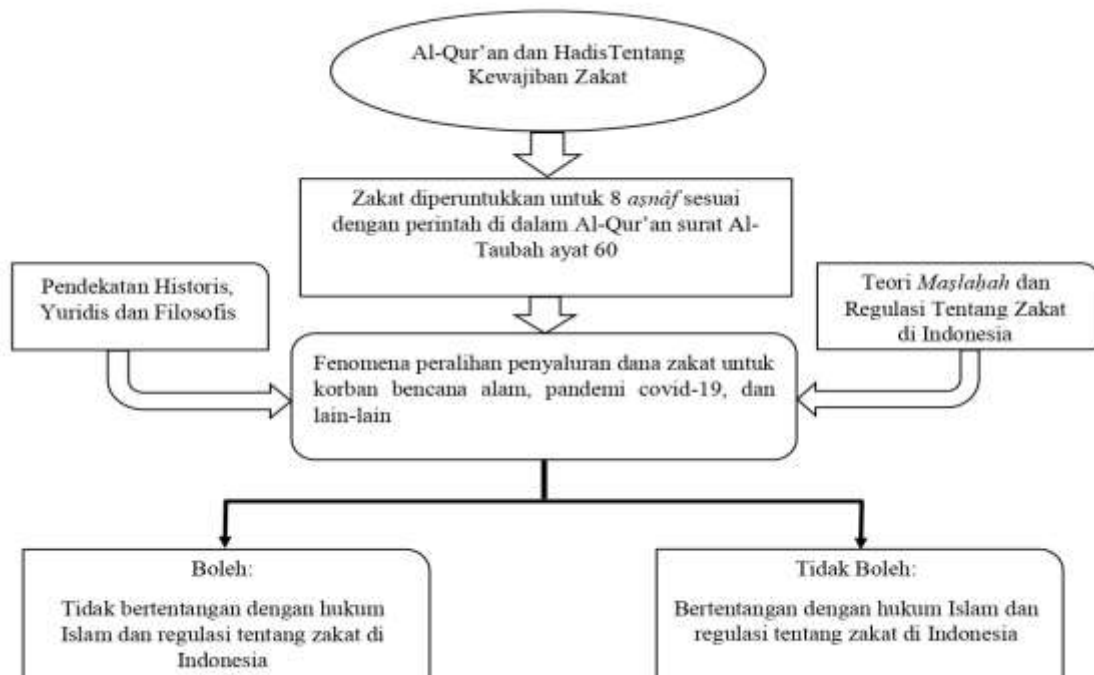 Al-Qur’an dan HadisTentang
Kewajiban Zakat
Zakat diperuntukkan untuk 8 aṣnâf sesuai
dengan perintah di dalam Al-Qur’an surat Al-
Taubah ayat 60
Pendekatan Historis,
Yuridis dan Filosofis
Teori Maṣlaḥah dan
Regulasi Tentang Zakat
di Indonesia
Fenomena peralihan penyaluran dana zakat untuk
korban bencana alam, pandemi covid-19, dan
lain-lain
Boleh:
Tidak bertentangan dengan hukum
Islam dan regulasi tentang zakat di
Indonesia
Tidak Boleh:
Bertentangan dengan hukum Islam dan
regulasi tentang zakat di Indonesia